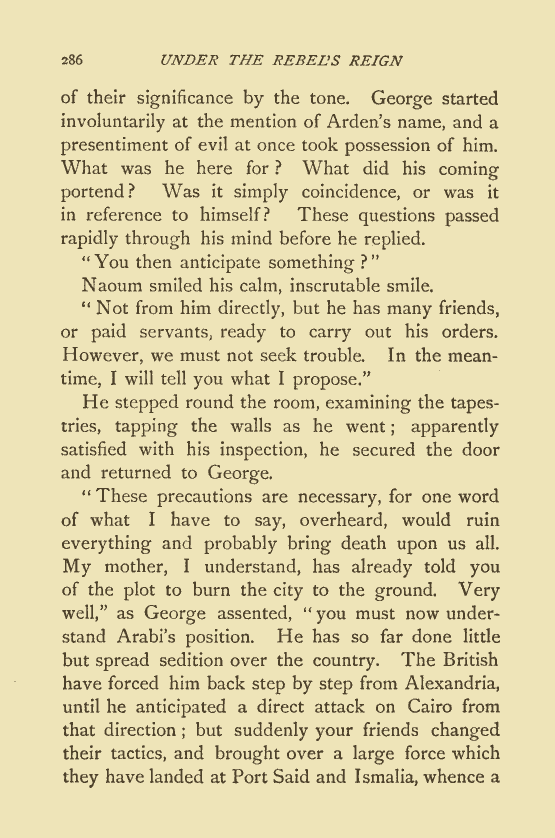 286 UNDER THE REBEL'S REIGN
of their significance by the tone. George started
involuntarily at the mention of Arden's name, and a
presentiment of evil at once took possession of him.
What was he here for? What did his coming
portend? Was it simply coincidence, or was it
in reference to himself? These questions passed
rapidly through his mind before he replied.
“You then anticipate something?”
Naoum smiled his calm, inscrutable smile.
“Not from him directly, but he has many friends,
or paid servants, ready to carry out his orders.
However, we must not seek trouble. In the mean-
time, I will tell you what I propose.”
He stepped round the room, examining the tapes-
tries, tapping the walls as he went; apparently
satisfied with his inspection, he secured the door
and returned to George.
“These precautions are necessary, for one word
of what I have to say, overheard, would ruin
everything and probably bring death upon us all.
My mother, I understand, has already told you
of the plot to burn the city to the ground. Very
well,” as George assented, “you must now under-
stand Arabi's position. He has so far done little
but spread sedition over the country. The British
have forced him back step by step from Alexandria,
until he anticipated a direct attack on Cairo from
that direction; but suddenly your friends changed
their tactics, and brought over a large force which
they have landed at Port Said and Ismalia, whence a